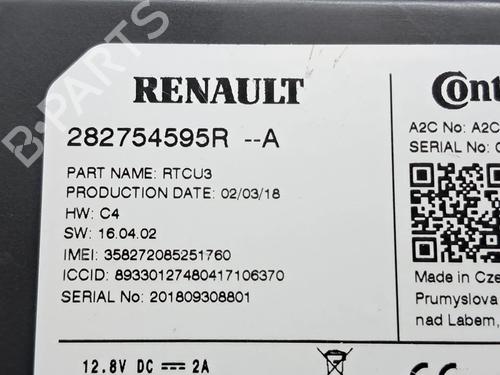 RENAULT
282754595R --A
PART NAME: RTCU3
PRODUCTION DATE: 02/03/18
HW: C4
SW: 16.04.02
IMEI: 358272085251760
ICCID: 89330127480417106370
SERIAL NO: 201809308801
12.8V DC 2A
Cont
A2C No: A2C
SERIAL NO:
Made in Cze
Prumyslova
nad Labem,
B-PARTS